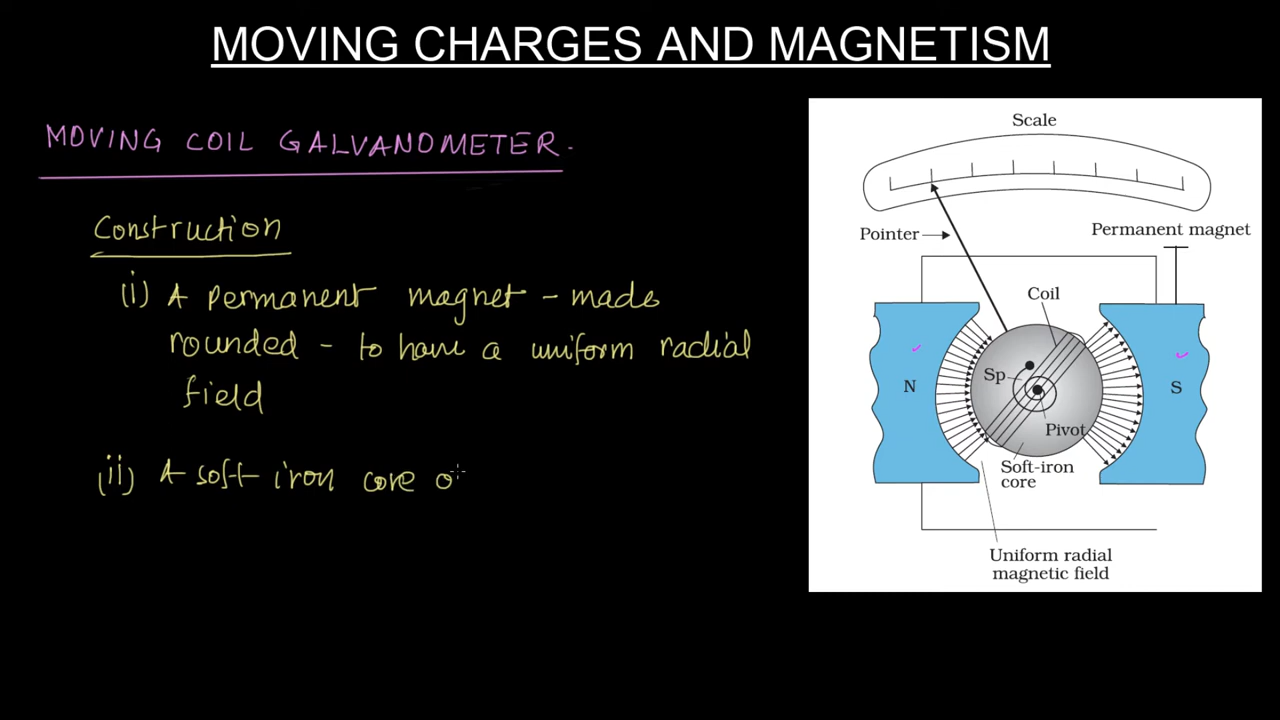 MOVING CHARGES AND MAGNETISM
MOVING COIL GALVANOMETER.
Construction
(i) A permanent magnet - made
rounded - to have a uniform radial
field
(ii) A soft iron core o
Scale
Pointer
Permanent magnet
Coil
N
Sp
S
Pivot
Soft-iron
core
Uniform radial
magnetic field